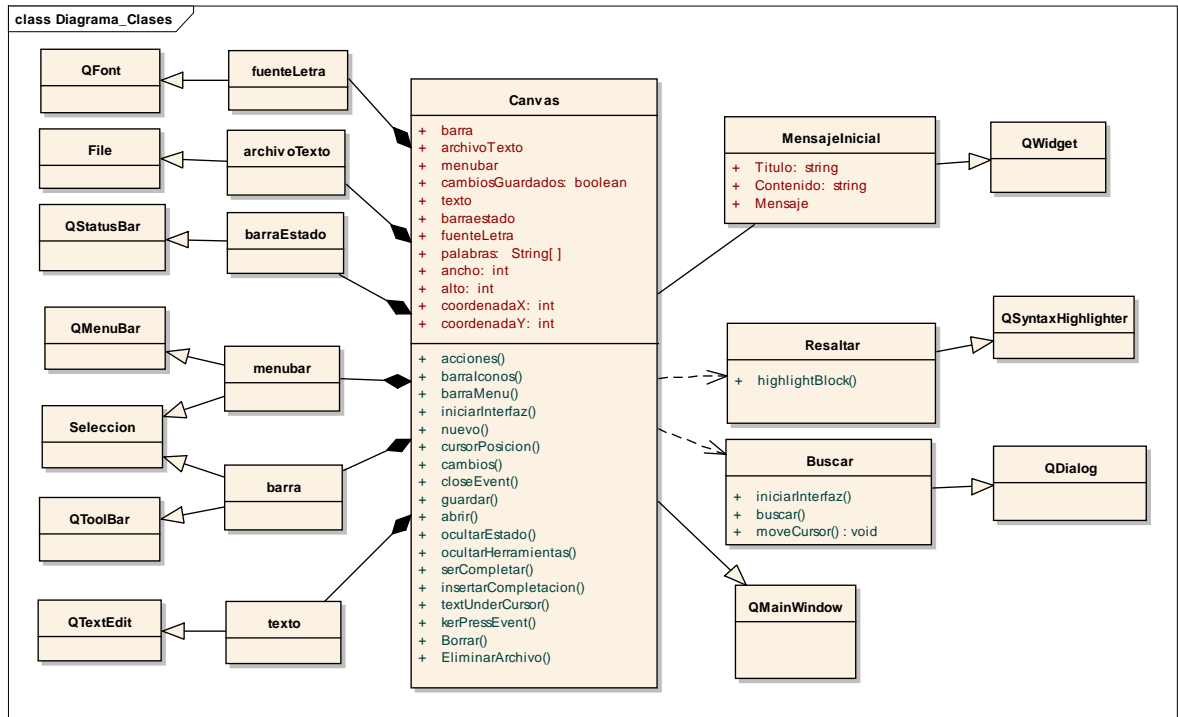 class Diagrama_Clases
QFont
fuenteLetra
File
archivoTexto
QStatusBar
barraEstado
QMenuBar
menubar
Seleccion
barra
QToolBar
QTextEdit
texto
Canvas
+ barra
+ archivoTexto
+ menubar
+ cambiosGuardados: boolean
+ texto
+ barraestado
+ fuenteLetra
+ palabras: String[ ]
+ ancho: int
+ alto: int
+ coordenadaX: int
+ coordenadaY: int
+ acciones()
+ barraIconos()
+ barraMenu()
+ iniciarInterfaz()
+ nuevo()
+ cursorPosicion()
+ cambios()
+ closeEvent()
+ guardar()
+ abrir()
+ ocultarEstado()
+ ocultarHerramientas()
+ serCompletar()
+ insertarCompletacion()
+ textUnderCursor()
+ kerPressEvent()
+ Borrar()
+ EliminarArchivo()
MensajeInicial
+ Titulo: string
+ Contenido: string
+ Mensaje
QWidget
Resaltar
+ highlightBlock()
QSyntaxHighlighter
Buscar
+ iniciarInterfaz()
+ buscar()
+ moveCursor() : void
QDialog
QMainWindow